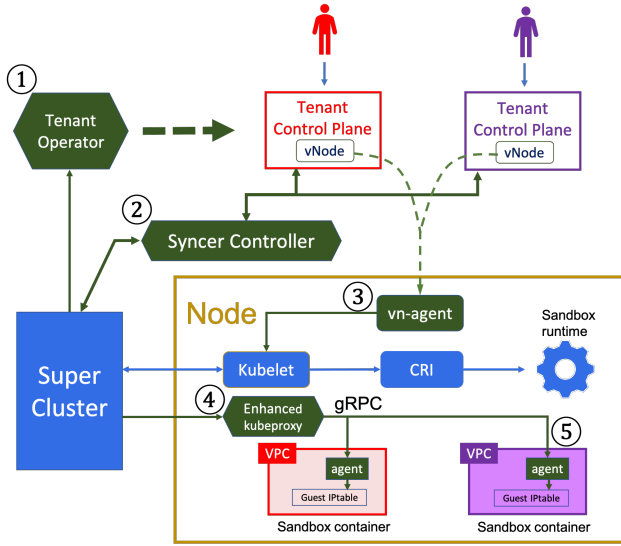 ①
Tenant
Operator
Tenant
Control Plane
vNode
Tenant
Control Plane
vNode
②
Syncer Controller
Node
③
vn-agent
Sandbox
runtime
Super
Cluster
Kubelet
CRI
④
Enhanced
kubeproxy
gRPC
⑤
VPC
agent
Guest IPtable
Sandbox container
VPC
agent
Guest IPtable
Sandbox container